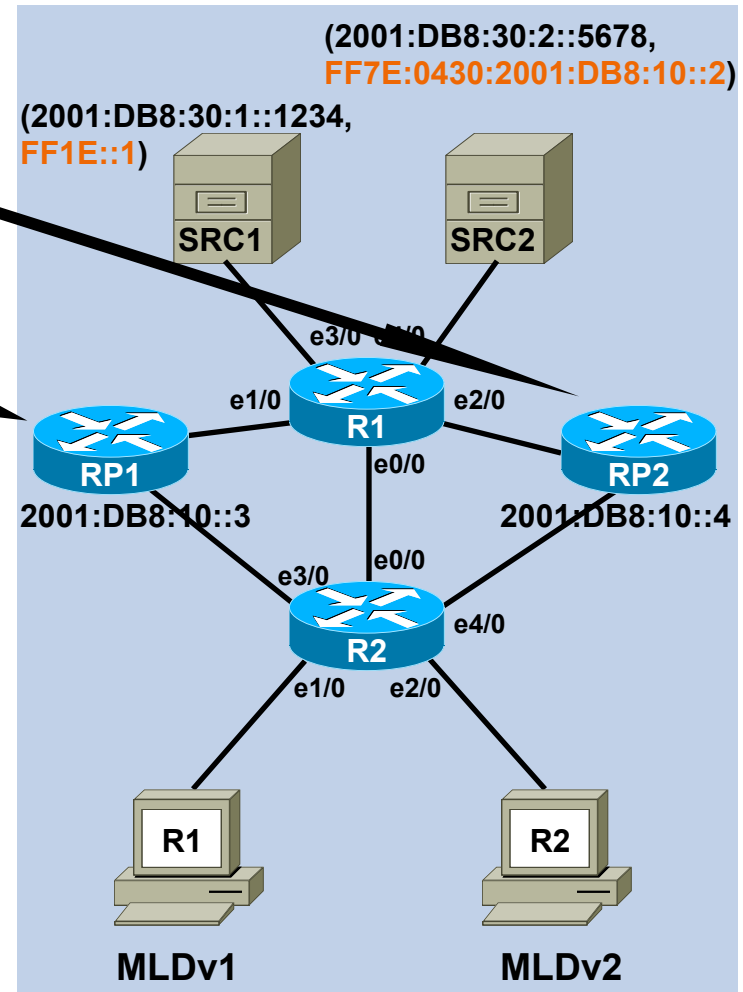 (2001:DB8:30:2::5678,
FF7E:0430:2001:DB8:10::2)
(2001:DB8:30:1::1234,
FF1E::1)
SRC1
SRC2
e3/0
e1/0
e2/0
R1
e0/0
RP1
RP2
2001:DB8:10::3
2001:DB8:10::4
e0/0
e3/0
e4/0
R2
e1/0
e2/0
R1
R2
MLDv1
MLDv2